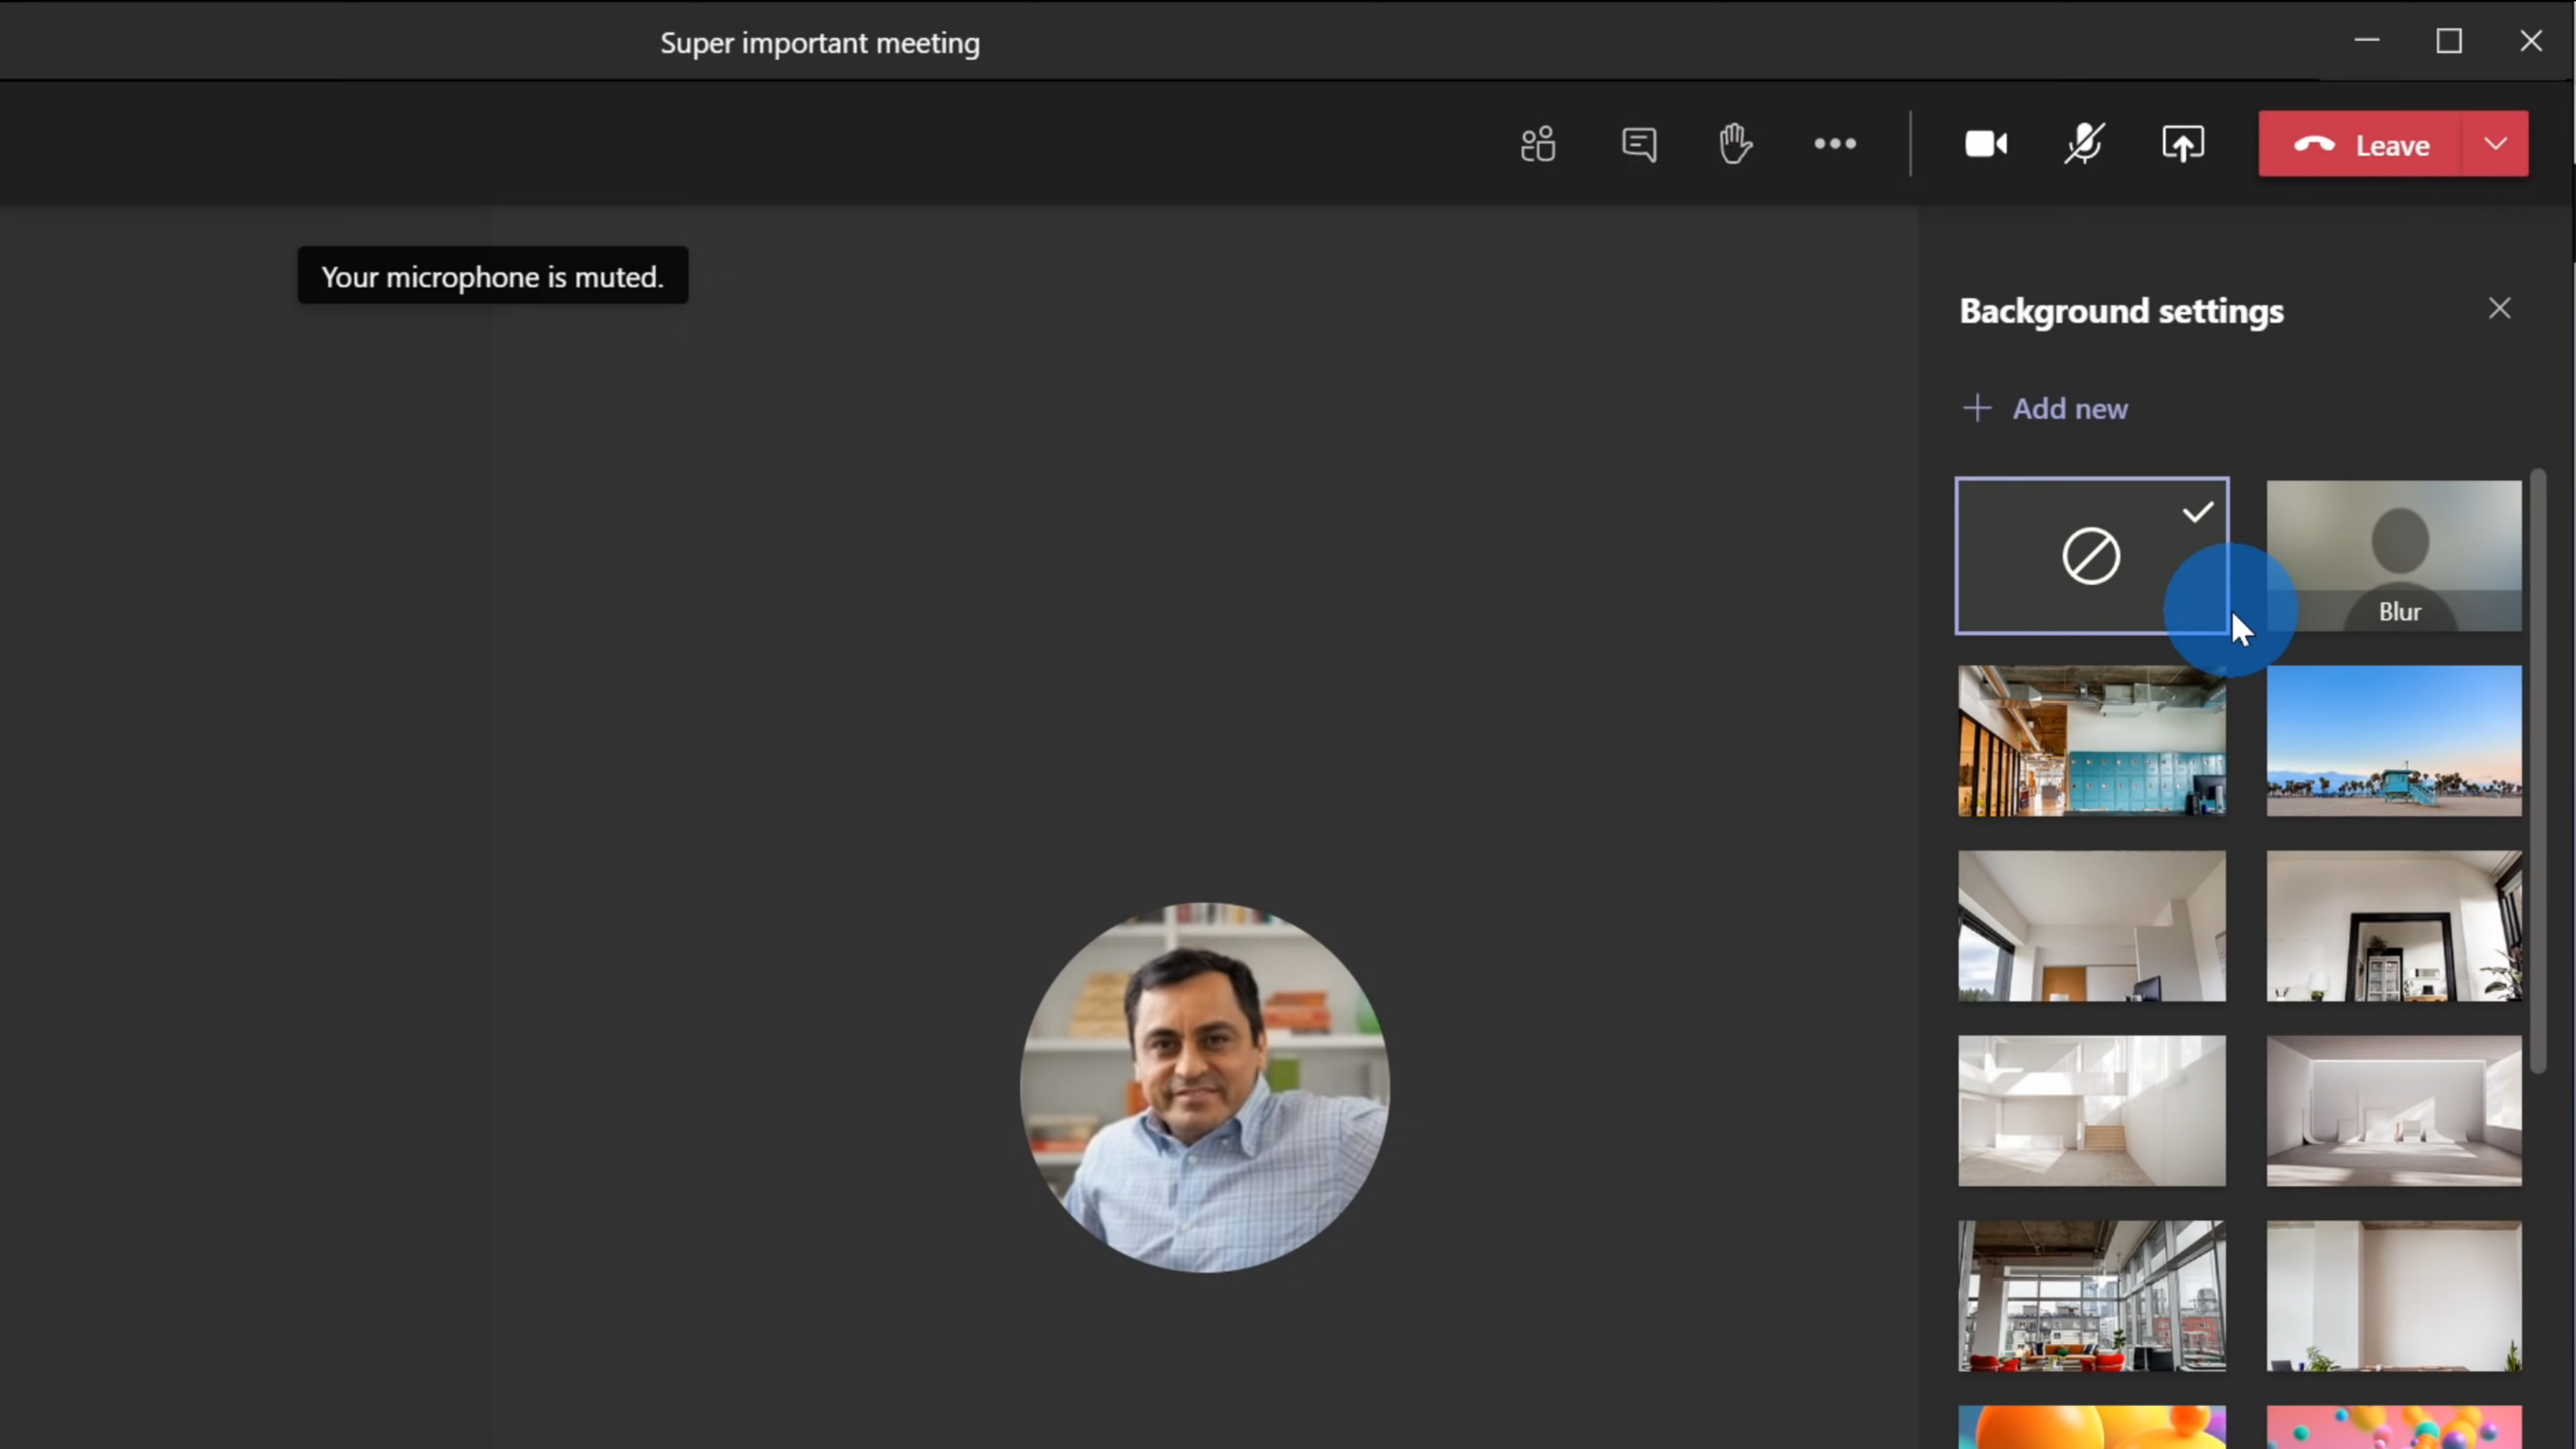 Super important meeting
Leave
Your microphone is muted.
Background settings
Add new
Blur